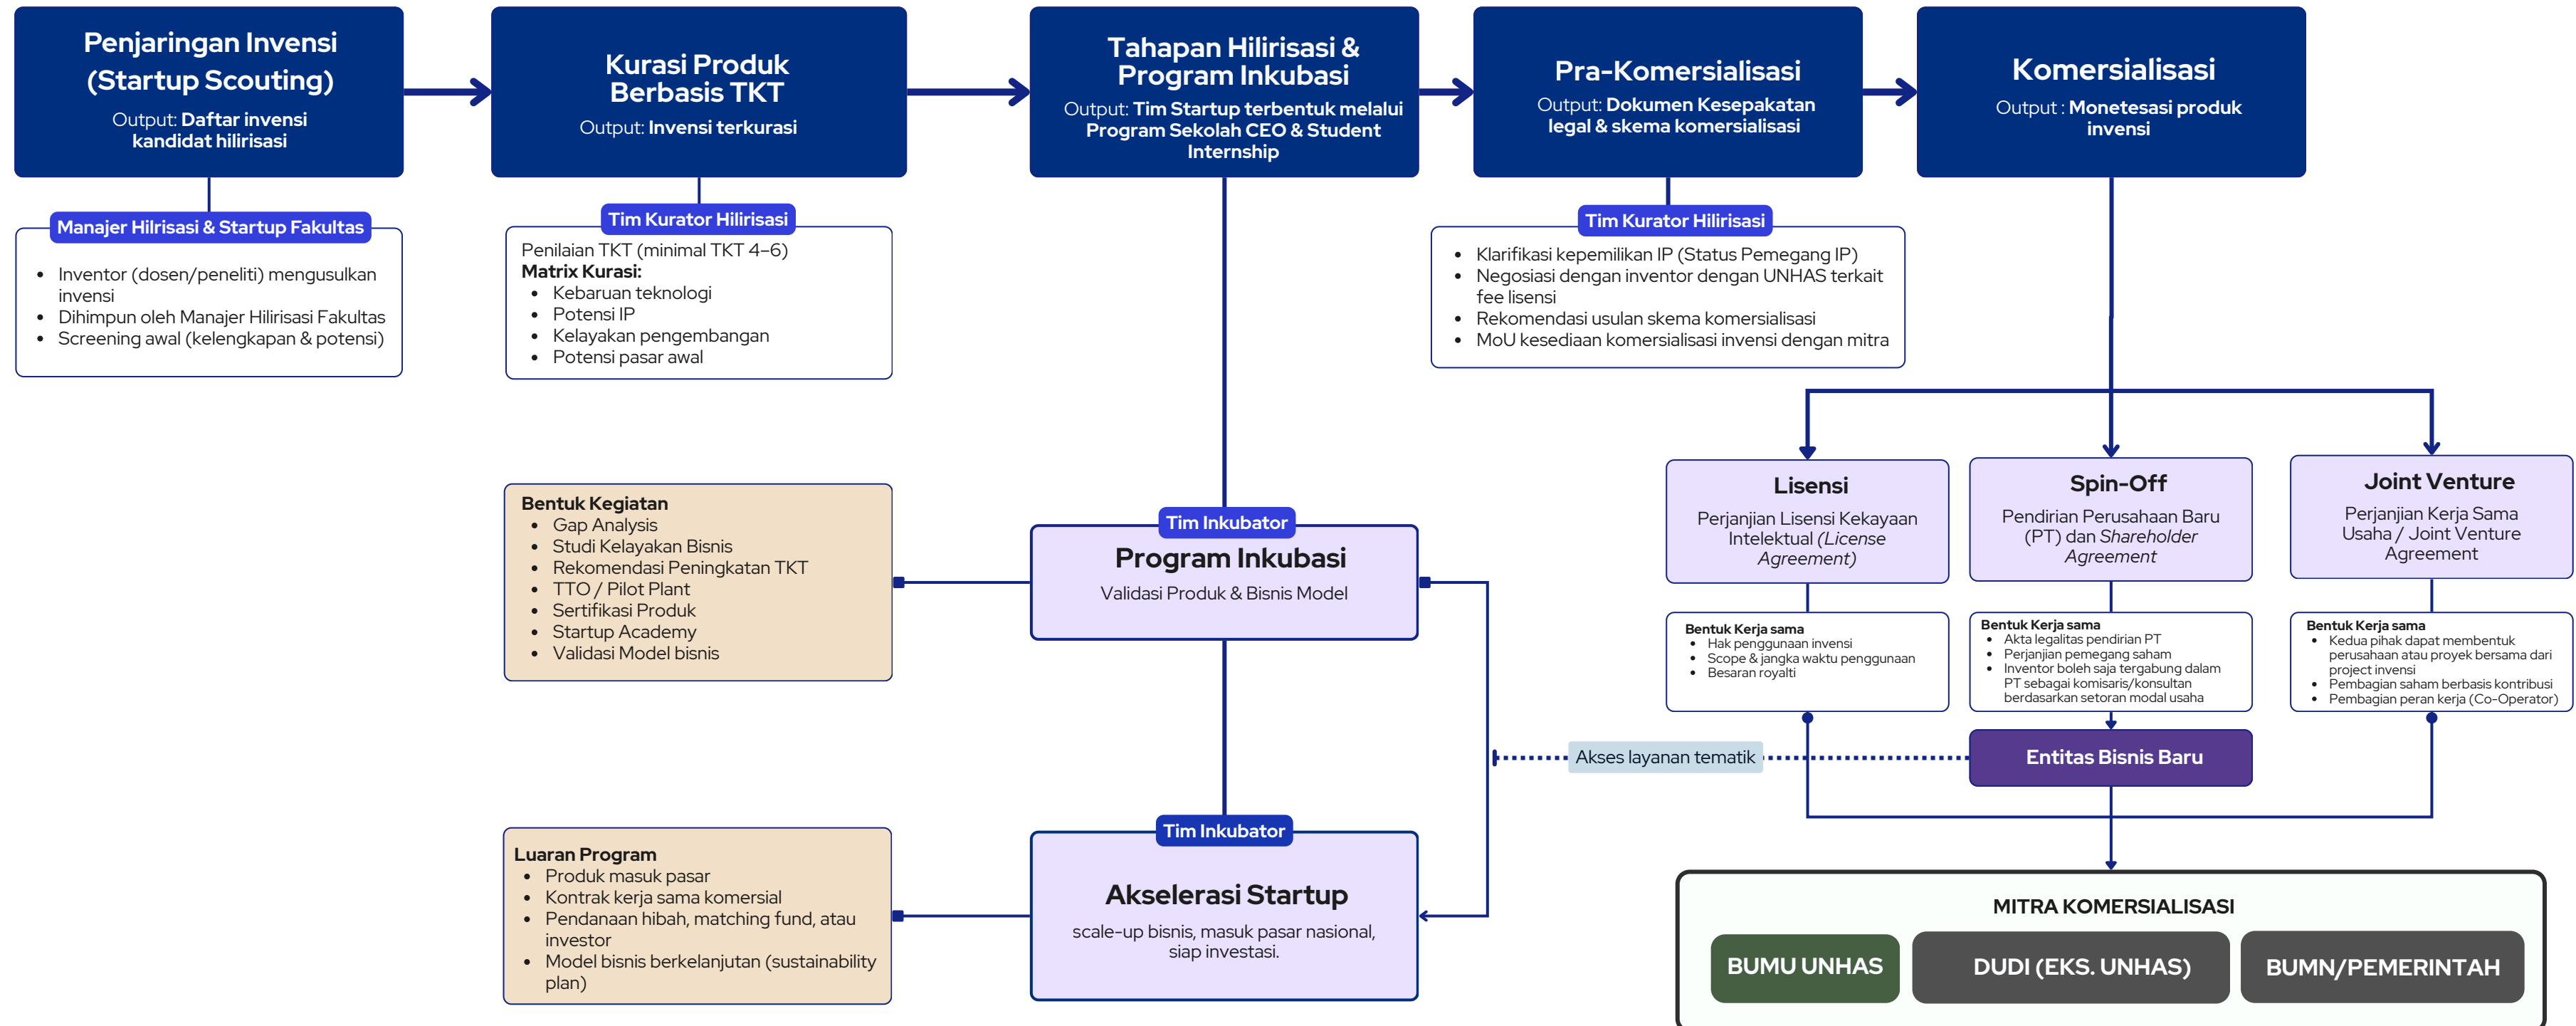 Penjaringan Invensi
(Startup Scouting)
Output: Daftar invensi
kandidat hilirisasi
Kurasi Produk
Berbasis TKT
Output: Invensi terkurasi
Tahapan Hilirisasi &
Program Inkubasi
Output: Tim Startup terbentuk melalui
Program Sekolah CEO & Student
Internship
Pra-Komersialisasi
Output: Dokumen Kesepakatan
legal & skema komersialisasi
Komersialisasi
Output : Monetesasi produk
invensi
Manajer Hilrisasi & Startup Fakultas
• Inventor (dosen/peneliti) mengusulkan
invensi
• Dihimpun oleh Manajer Hilirisasi Fakultas
• Screening awal (kelengkapan & potensi)
Tim Kurator Hilirisasi
Penilaian TKT (minimal TKT 4–6)
Matrix Kurasi:
• Kebaruan teknologi
• Potensi IP
• Kelayakan pengembangan
• Potensi pasar awal
Tim Kurator Hilirisasi
• Klarifikasi kepemilikan IP (Status Pemegang IP)
• Negosiasi dengan inventor dengan UNHAS terkait
fee lisensi
• Rekomendasi usulan skema komersialisasi
• MoU kesediaan komersialisasi invensi dengan mitra
Bentuk Kegiatan
• Gap Analysis
• Studi Kelayakan Bisnis
• Rekomendasi Peningkatan TKT
• TTO / Pilot Plant
• Sertifikasi Produk
• Startup Academy
• Validasi Model bisnis
Tim Inkubator
Program Inkubasi
Validasi Produk & Bisnis Model
Lisensi
Perjanjian Lisensi Kekayaan
Intelektual (License
Agreement)
Spin-Off
Pendirian Perusahaan Baru
(PT) dan Shareholder
Agreement
Joint Venture
Perjanjian Kerja Sama
Usaha / Joint Venture
Agreement
Bentuk Kerja sama
• Hak penggunaan invensi
• Scope & jangka waktu penggunaan
• Besaran royalti
Bentuk Kerja sama
• Akta legalitas pendirian PT
• Perjanjian pemegang saham
• Inventor boleh saja tergabung dalam
PT sebagai komisaris/konsultan
berdasarkan setoran modal usaha
Bentuk Kerja sama
• Kedua pihak dapat membentuk
perusahaan atau proyek bersama dari
project invensi
• Pembagian saham berbasis kontribusi
• Pembagian peran kerja (Co-Operator)
Akses layanan tematik
Entitas Bisnis Baru
Luaran Program
• Produk masuk pasar
• Kontrak kerja sama komersial
• Pendanaan hibah, matching fund, atau
investor
• Model bisnis berkelanjutan (sustainability
plan)
Tim Inkubator
Akselerasi Startup
scale-up bisnis, masuk pasar nasional,
siap investasi.
MITRA KOMERSIALISASI
BUMU UNHAS
DUDI (EKS. UNHAS)
BUMN/PEMERINTAH